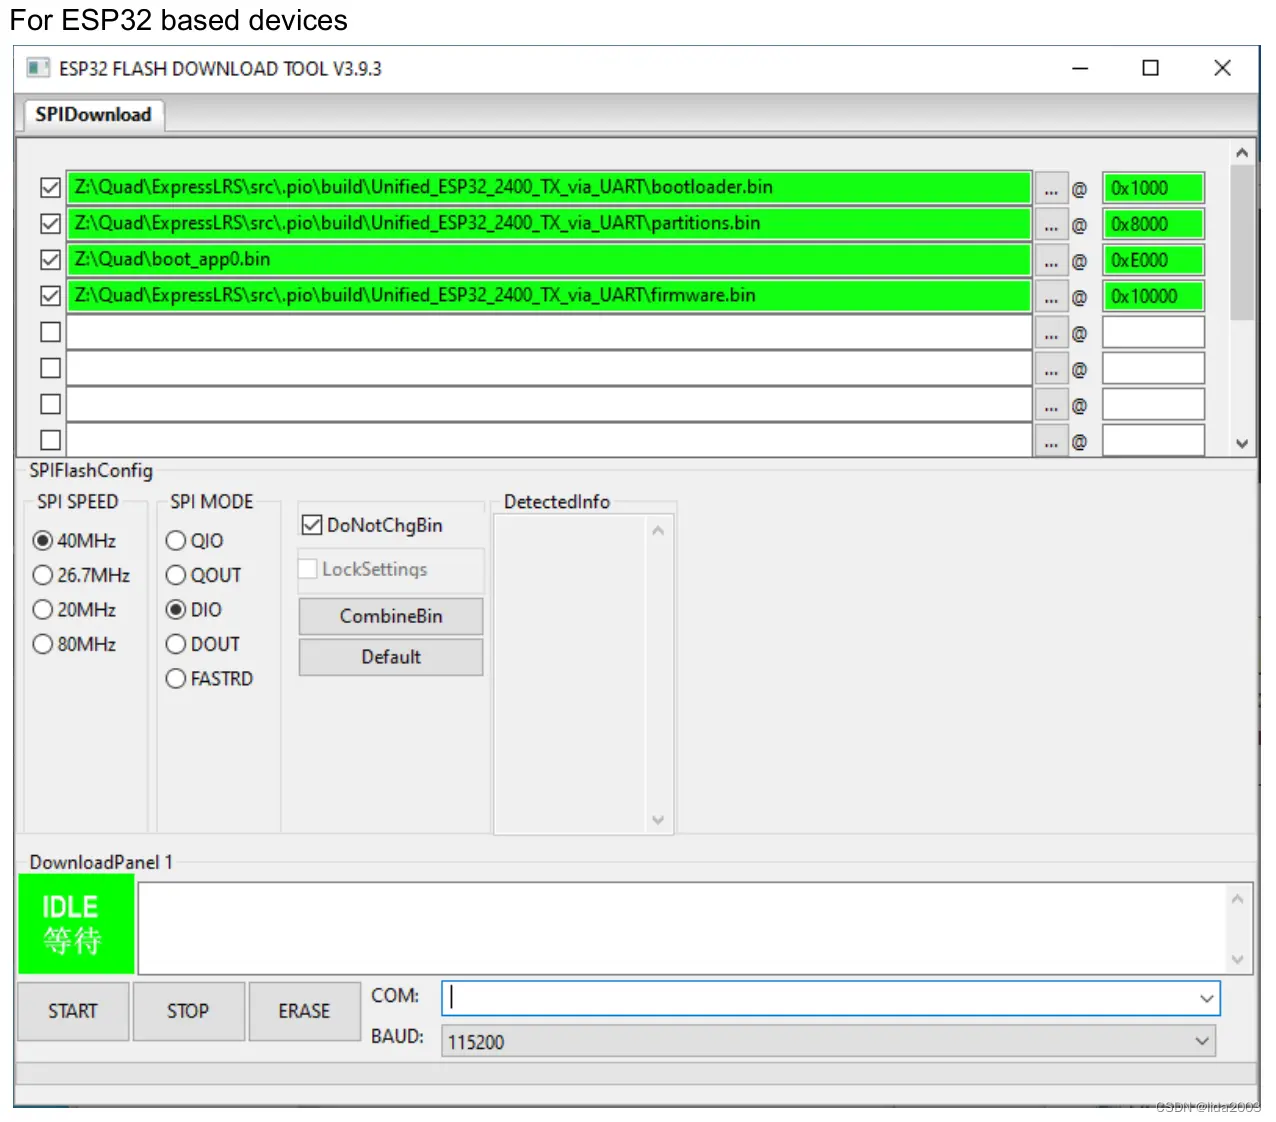 For ESP32 based devices
ESP32 FLASH DOWNLOAD TOOL V3.9.3
SPIDownload
Z:\Quad\ExpressLRS\src\.pio\build\Unified_ESP32_2400_TX_via_UART\bootloader.bin ... @ 0x1000
Z:\Quad\ExpressLRS\src\.pio\build\Unified_ESP32_2400_TX_via_UART\partitions.bin ... @ 0x8000
Z:\Quad\boot_app0.bin ... @ 0xE000
Z:\Quad\ExpressLRS\src\.pio\build\Unified_ESP32_2400_TX_via_UART\firmware.bin ... @ 0x10000
... @
... @
... @
... @
SPIFlashConfig
SPI SPEED
40MHz
26.7MHz
20MHz
80MHz
SPI MODE
QIO
QOUT
DIO
DOUT
FASTRD
DoNotChgBin
LockSettings
CombineBin
Default
DetectedInfo
DownloadPanel 1
IDLE
等待
START STOP ERASE
COM:
BAUD: 115200
CSDN @lida2003